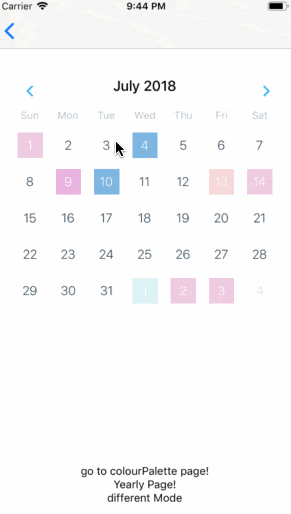 Carrier 9:44 PM
July 2018
Sun Mon Tue Wed Thu Fri Sat
1 2 3 4 5 6 7
8 9 10 11 12 13 14
15 16 17 18 19 20 21
22 23 24 25 26 27 28
29 30 31 1 2 3 4
go to colourPalette page!
Yearly Page!
different Mode